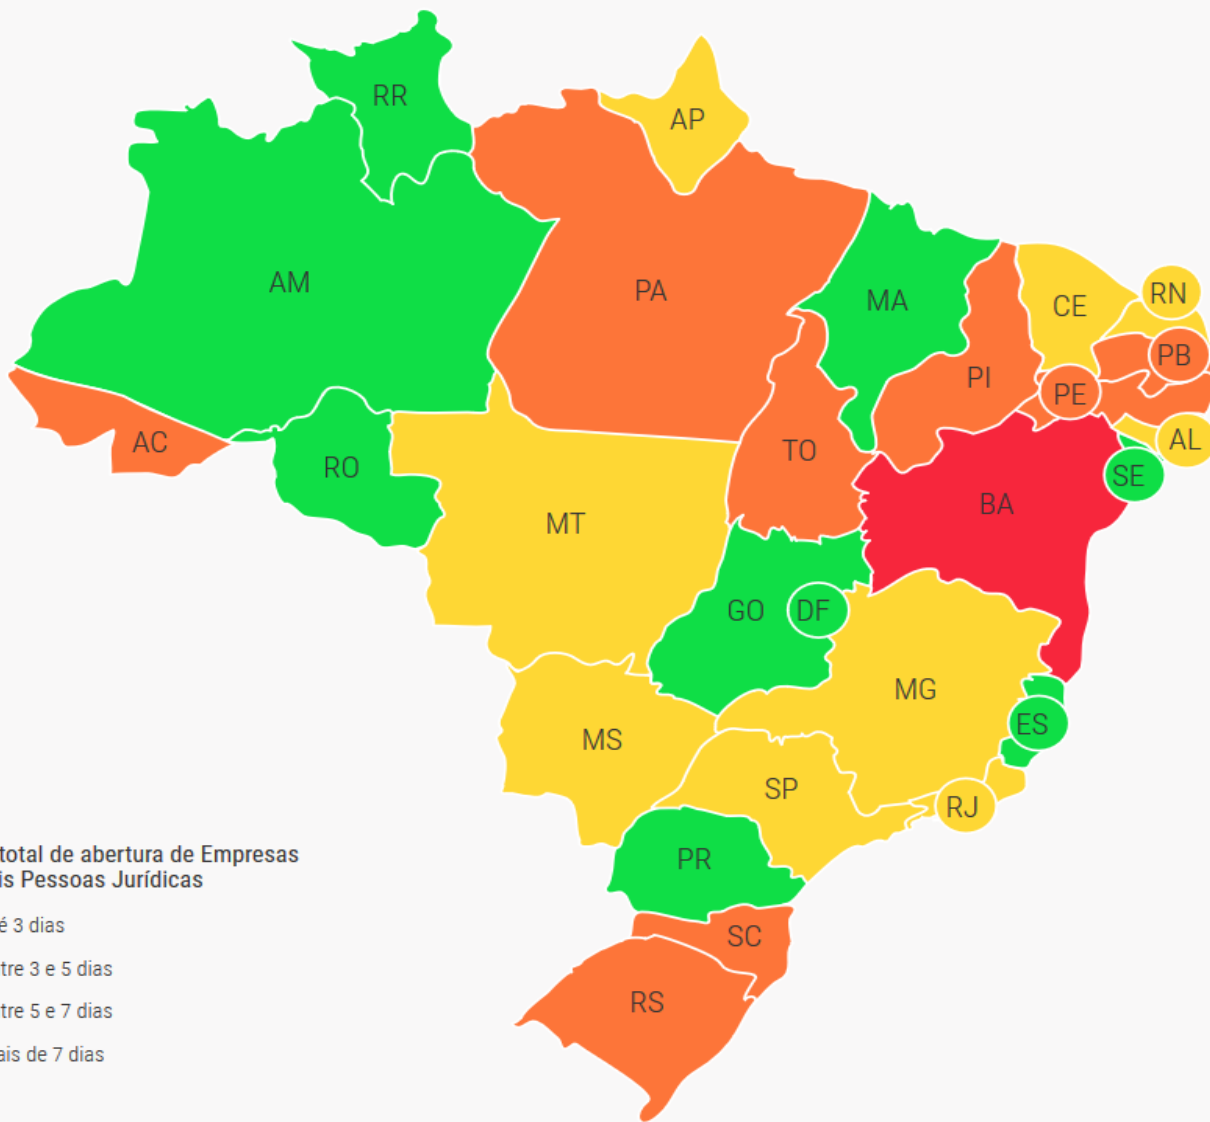 RR
AP
AM
PA
MA
CE
RN
PB
PI
PE
AC
TO
AL
RO
SE
BA
MT
GO
DF
MG
ES
MS
SP
RJ
PR
SC
RS
total de abertura de Empresas
is Pessoas Jurídicas
é 3 dias
tre 3 e 5 dias
tre 5 e 7 dias
ais de 7 dias